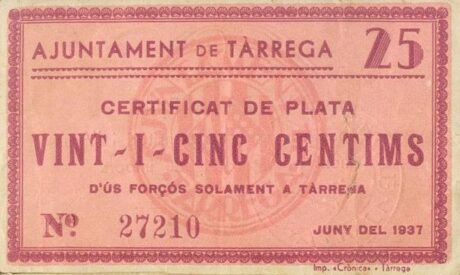 AJUNTAMENT DE TÀRREGA 25
CERTIFICAT DE PLATA
VINT-I-CINC CENTIMS
D'ÚS FORÇÓS SOLAMENT A TÀRREGA
Nº. 27210 JUNY DEL 1937
Imp. «Crònica» - Tàrrega